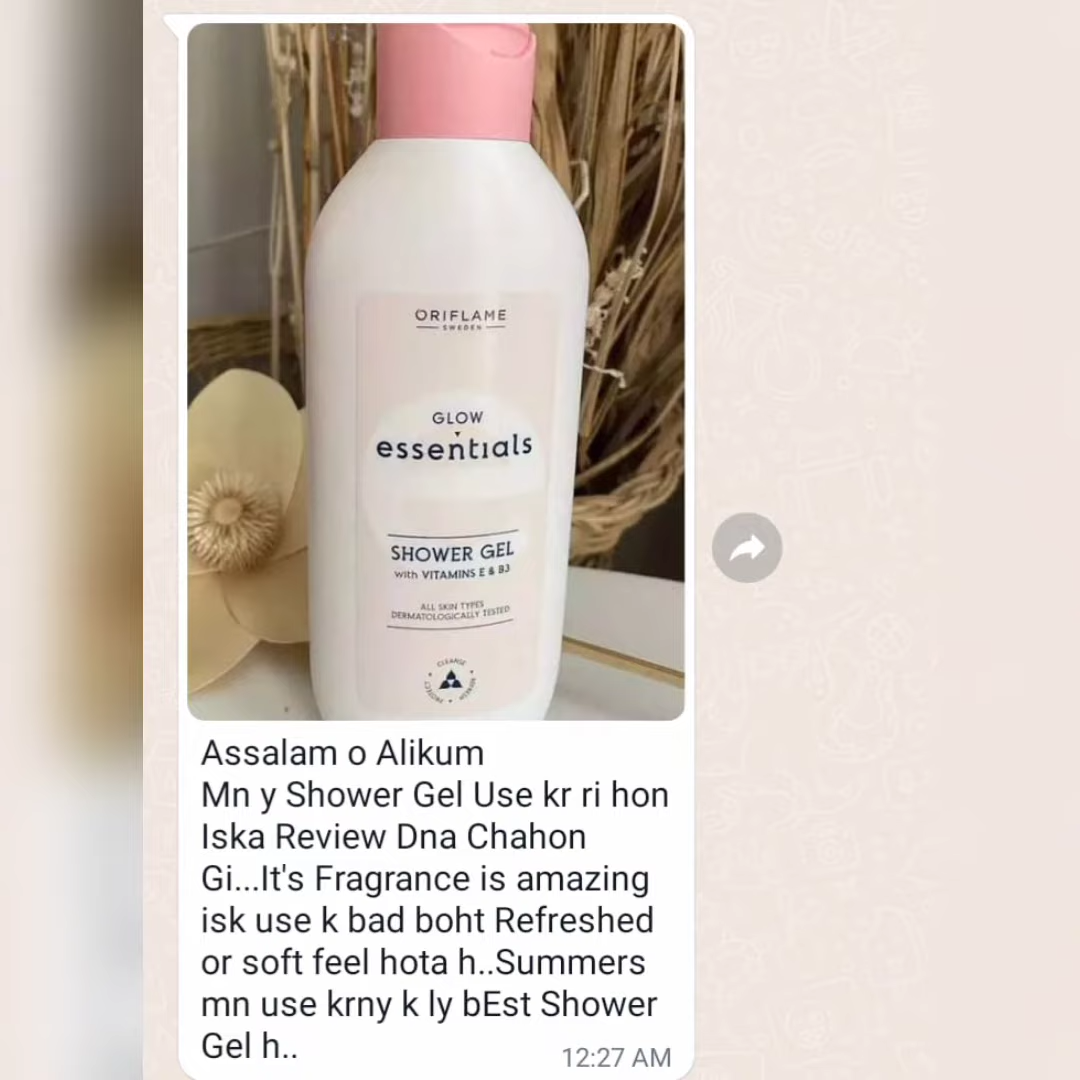 ORIFLAME
SWEDEN
GLOW
essentials
SHOWER GEL
with VITAMINS E & B3
ALL SKIN TYPES
DERMATOLOGICALLY TESTED
CLEANSE
PROTECT
Assalam o Alikum
Mn y Shower Gel Use kr ri hon
Iska Review Dna Chahon
Gi...It's Fragrance is amazing
isk use k bad boht Refreshed
or soft feel hota h..Summers
mn use krny k ly bEst Shower
Gel h..
12:27 AM